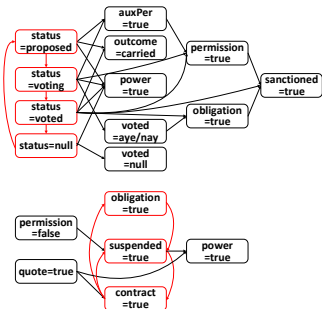 status
=proposed
status
=voting
status
=voted
status=null
auxPer
=true
outcome
=carried
power
=true
voted
=aye/nay
voted
=null
permission
=true
obligation
=true
sanctioned
=true
permission
=false
quote=true
obligation
=true
suspended
=true
contract
=true
power
=true